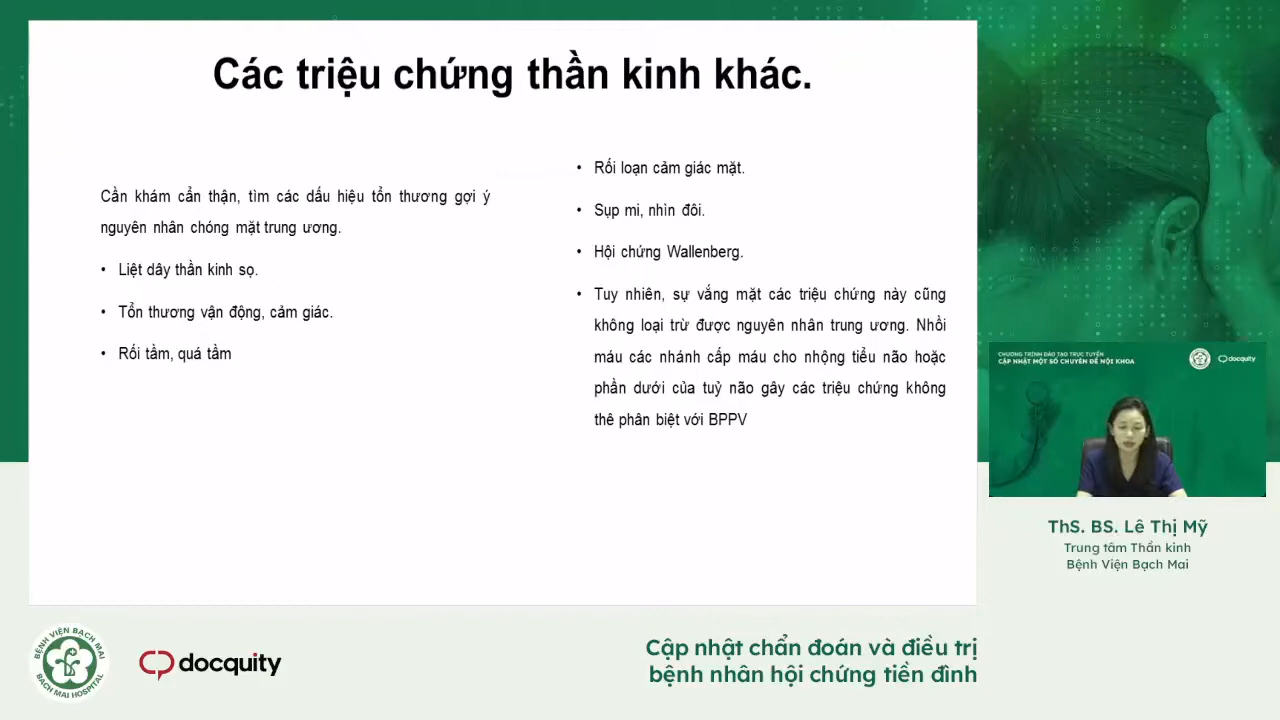 Các triệu chứng thần kinh khác.
Cần khám cẩn thận, tìm các dấu hiệu tổn thương gợi ý
nguyên nhân chóng mặt trung ương.
• Liệt dây thần kinh sọ.
• Tổn thương vận động, cảm giác.
• Rối tầm, quá tầm
• Rối loạn cảm giác mặt.
• Sụp mi, nhìn đôi.
• Hội chứng Wallenberg.
• Tuy nhiên, sự vắng mặt các triệu chứng này cũng
không loại trừ được nguyên nhân trung ương. Nhồi
máu các nhánh cấp máu cho nhộng tiểu não hoặc
phần dưới của tuỷ não gây các triệu chứng không
thê phân biệt với BPPV
CHƯƠNG TRÌNH ĐÀO TẠO TRỰC TUYẾN
CẬP NHẬT MỘT SỐ CHUYÊN ĐỀ NỘI KHOA
docquity
ThS. BS. Lê Thị Mỹ
Trung tâm Thần kinh
Bệnh Viện Bạch Mai
BỆNH VIỆN BẠCH MAI
BACH MAI HOSPITAL
docquity
Cập nhật chẩn đoán và điều trị
bệnh nhân hội chứng tiền đình